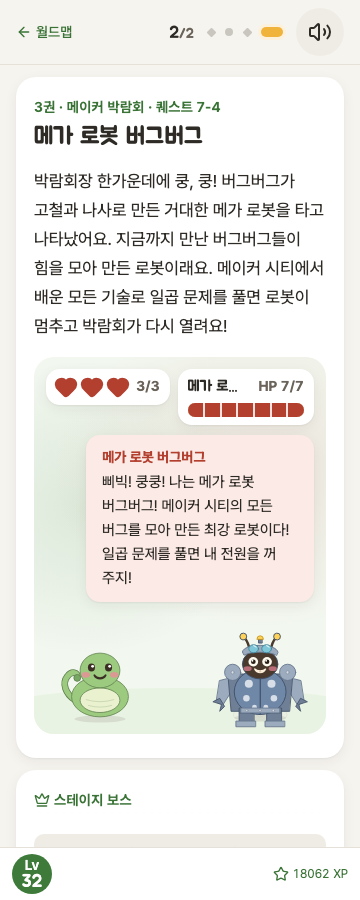 월드맵
2/2
3권 · 메이커 박람회 · 퀘스트 7-4
메가 로봇 버그버그
박람회장 한가운데에 쿵, 쿵! 버그버그가
고철과 나사로 만든 거대한 메가 로봇을 타고
나타났어요. 지금까지 만난 버그버그들이
힘을 모아 만든 로봇이래요. 메이커 시티에서
배운 모든 기술로 일곱 문제를 풀면 로봇이
멈추고 박람회가 다시 열려요!
3/3
메가 로... HP 7/7
메가 로봇 버그버그
삐빅! 쿵쿵! 나는 메가 로봇
버그버그! 메이커 시티의 모든
버그를 모아 만든 최강 로봇이다!
일곱 문제를 풀면 내 전원을 꺼
주지!
스테이지 보스
Lv
32
18062 XP